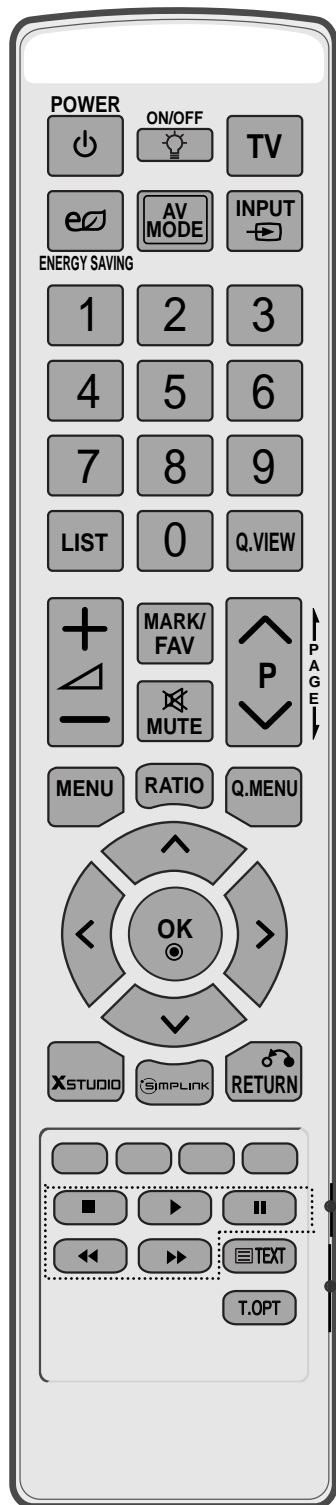 POWER
ON/OFF
TV
e
AV
MODE
INPUT
ENERGY SAVING
1 2 3
4 5 6
7 8 9
LIST 0 Q.VIEW
MARK/
FAV
P
PAGE
MUTE
MENU RATIO Q.MENU
OK
XSTUDIO SIMPLINK RETURN
TEXT
T.OPT